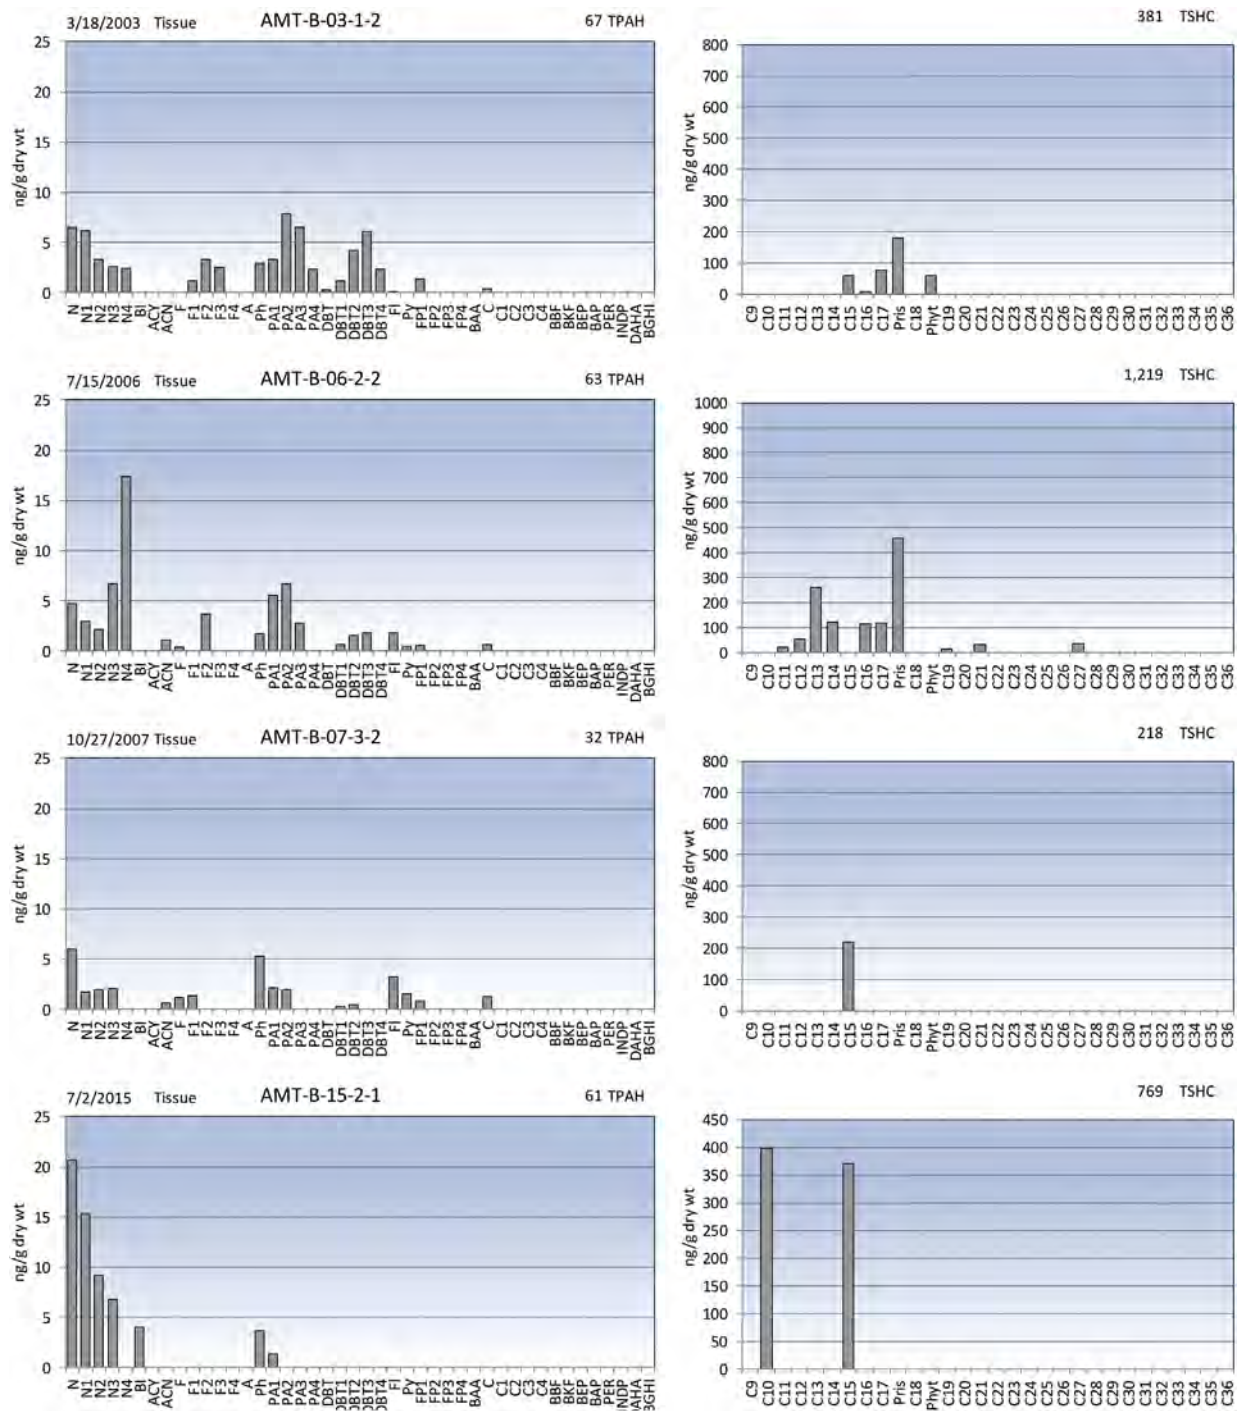 3/18/2003 Tissue AMT-B-03-1-2 67 TPAH
25
20
15
10
5
0
ng/g dry wt
N N1 N2 N3 N4 BI ACY ACN F F1 F2 F3 F4 A Ph PA1 PA2 PA3 PA4 DBT DBT1 DBT2 DBT3 DBT4 Fl Py FP1 FP2 FP3 FP4 BAA C C1 C2 C3 C4 BBF BKF BEP BAP PER INDP DAHA BGHI
381 TSHC
800
700
600
500
400
300
200
100
0
ng/g dry wt
C9 C10 C11 C12 C13 C14 C15 C16 C17 Pris C18 Phyt C19 C20 C21 C22 C23 C24 C25 C26 C27 C28 C29 C30 C31 C32 C33 C34 C35 C36
7/15/2006 Tissue AMT-B-06-2-2 63 TPAH
25
20
15
10
5
0
ng/g dry wt
N N1 N2 N3 N4 BI ACY ACN F F1 F2 F3 F4 A Ph PA1 PA2 PA3 PA4 DBT DBT1 DBT2 DBT3 DBT4 Fl Py FP1 FP2 FP3 FP4 BAA C C1 C2 C3 C4 BBF BKF BEP BAP PER INDP DAHA BGHI
1,219 TSHC
1000
900
800
700
600
500
400
300
200
100
0
ng/g dry wt
C9 C10 C11 C12 C13 C14 C15 C16 C17 Pris C18 Phyt C19 C20 C21 C22 C23 C24 C25 C26 C27 C28 C29 C30 C31 C32 C33 C34 C35 C36
10/27/2007 Tissue AMT-B-07-3-2 32 TPAH
25
20
15
10
5
0
ng/g dry wt
N N1 N2 N3 N4 BI ACY ACN F F1 F2 F3 F4 A Ph PA1 PA2 PA3 PA4 DBT DBT1 DBT2 DBT3 DBT4 Fl Py FP1 FP2 FP3 FP4 BAA C C1 C2 C3 C4 BBF BKF BEP BAP PER INDP DAHA BGHI
218 TSHC
800
700
600
500
400
300
200
100
0
ng/g dry wt
C9 C10 C11 C12 C13 C14 C15 C16 C17 Pris C18 Phyt C19 C20 C21 C22 C23 C24 C25 C26 C27 C28 C29 C30 C31 C32 C33 C34 C35 C36
7/2/2015 Tissue AMT-B-15-2-1 61 TPAH
25
20
15
10
5
0
ng/g dry wt
N N1 N2 N3 N4 BI ACY ACN F F1 F2 F3 F4 A Ph PA1 PA2 PA3 PA4 DBT DBT1 DBT2 DBT3 DBT4 Fl Py FP1 FP2 FP3 FP4 BAA C C1 C2 C3 C4 BBF BKF BEP BAP PER INDP DAHA BGHI
769 TSHC
450
400
350
300
250
200
150
100
50
0
ng/g dry wt
C9 C10 C11 C12 C13 C14 C15 C16 C17 Pris C18 Phyt C19 C20 C21 C22 C23 C24 C25 C26 C27 C28 C29 C30 C31 C32 C33 C34 C35 C36